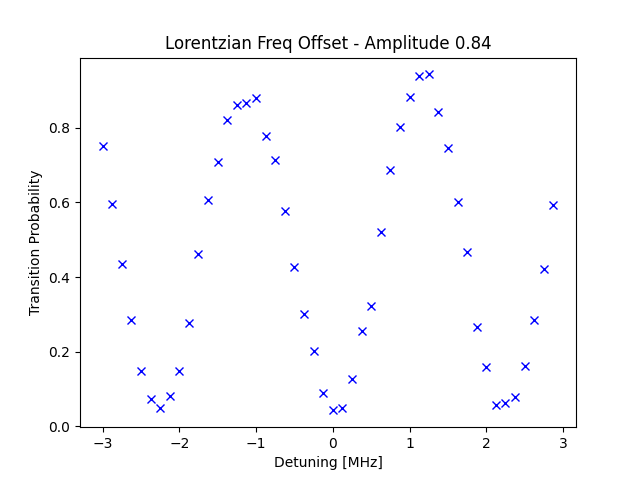 Lorentzian Freq Offset - Amplitude 0.84
Transition Probability
0.8
0.6
0.4
0.2
0.0
−3 −2 −1 0 1 2 3
Detuning [MHz]